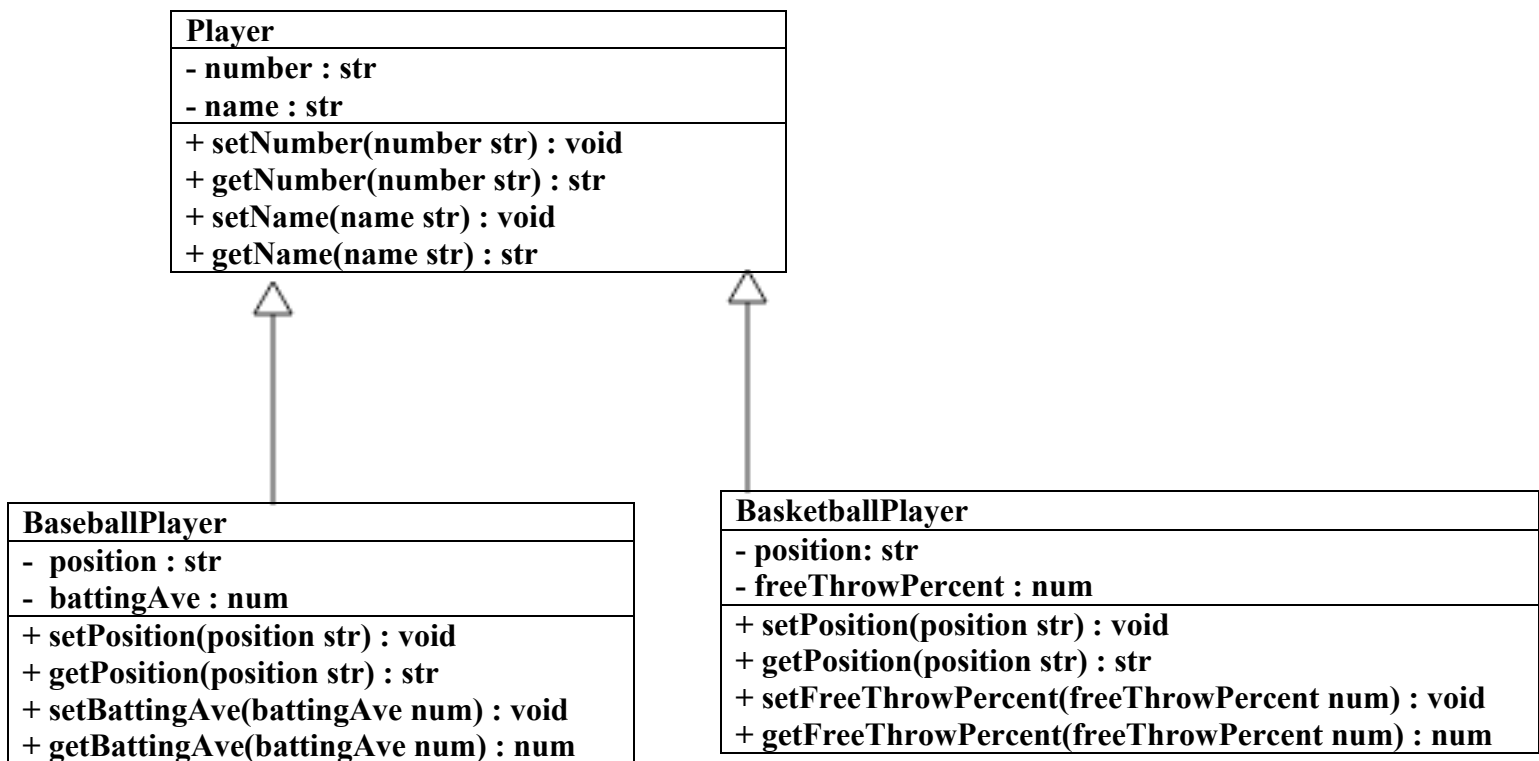 Player
- number : str
- name : str
+ setNumber(number str) : void
+ getNumber(number str) : str
+ setName(name str) : void
+ getName(name str) : str
BaseballPlayer
- position : str
- battingAve : num
+ setPosition(position str) : void
+ getPosition(position str) : str
+ setBattingAve(battingAve num) : void
+ getBattingAve(battingAve num) : num
BasketballPlayer
- position: str
- freeThrowPercent : num
+ setPosition(position str) : void
+ getPosition(position str) : str
+ setFreeThrowPercent(freeThrowPercent num) : void
+ getFreeThrowPercent(freeThrowPercent num) : num